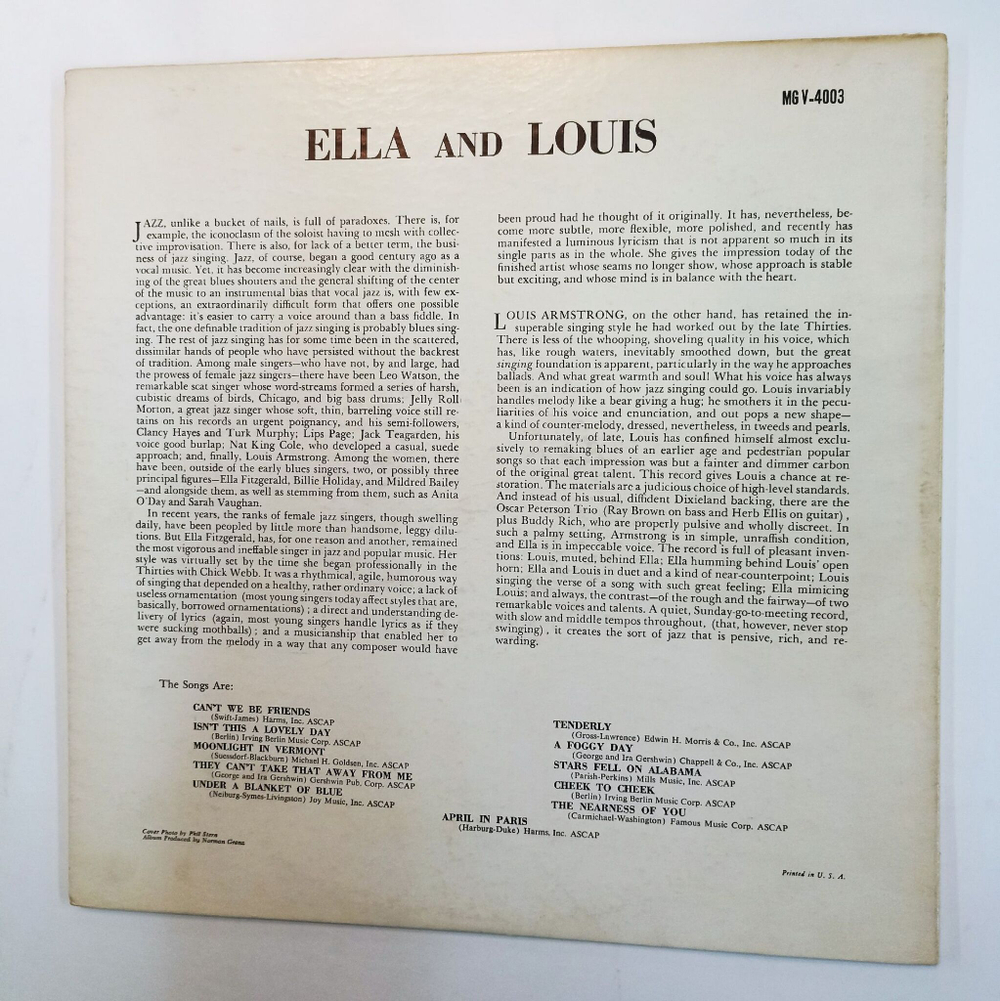 MG V-4003
ELLA AND LOUIS
JAZZ, unlike a bucket of nails, is full of paradoxes. There is, for
example, the iconoclasm of the soloist having to mesh with collec-
tive improvisation. There is also, for lack of a better term, the busi-
ness of jazz singing. Jazz, of course, began a good century ago as a
vocal music. Yet, it has become increasingly clear with the diminish-
ing of the great blues shouters and the general shifting of the center
of the music to an instrumental bias that vocal jazz is, with few ex-
ceptions, an extraordinarily difficult form that offers one possible
advantage: it's easier to carry a voice around than a bass fiddle. In
fact, the one definable tradition of jazz singing is probably blues sing-
ing. The rest of jazz singing has for some time been in the scattered,
dissimilar hands of people who have persisted without the backrest
of tradition. Among male singers—who have not, by and large, had
the prowess of female jazz singers—there have been Leo Watson, the
remarkable scat singer whose word-streams formed a series of harsh,
cubistic dreams of birds, Chicago, and big bass drums; Jelly Roll
Morton, a great jazz singer whose soft, thin, barreling voice still re-
tains on his records an urgent poignancy, and his semi-followers,
Clancy Hayes and Turk Murphy; Lips Page; Jack Teagarden, his
voice good burlap; Nat King Cole, who developed a casual, suede
approach; and, finally, Louis Armstrong. Among the women, there
have been, outside of the early blues singers, two, or possibly three
principal figures—Ella Fitzgerald, Billie Holiday, and Mildred Bailey
—and alongside them, as well as stemming from them, such as Anita
O'Day and Sarah Vaughan.
In recent years, the ranks of female jazz singers, though swelling
daily, have been peopled by little more than handsome, leggy dilu-
tions. But Ella Fitzgerald, has, for one reason and another, remained
the most vigorous and ineffable singer in jazz and popular music. Her
style was virtually set by the time she began professionally in the
Thirties with Chick Webb. It was a rhythmical, agile, humorous way
of singing that depended on a healthy, rather ordinary voice; a lack of
useless ornamentation (most young singers today affect styles that are,
basically, borrowed ornamentations) ; a direct and understanding de-
livery of lyrics (again, most young singers handle lyrics as if they
were sucking mothballs) ; and a musicianship that enabled her to
get away from the melody in a way that any composer would have
been proud had he thought of it originally. It has, nevertheless, be-
come more subtle, more flexible, more polished, and recently has
manifested a luminous lyricism that is not apparent so much in its
single parts as in the whole. She gives the impression today of the
finished artist whose seams no longer show, whose approach is stable
but exciting, and whose mind is in balance with the heart.
LOUIS ARMSTRONG, on the other hand, has retained the in-
superable singing style he had worked out by the late Thirties.
There is less of the whooping, shoveling quality in his voice, which
has, like rough waters, inevitably smoothed down, but the great
singing foundation is apparent, particularly in the way he approaches
ballads. And what great warmth and soul! What his voice has always
been is an indication of how jazz singing could go. Louis invariably
handles melody like a bear giving a hug; he smothers it in the pecu-
liarities of his voice and enunciation, and out pops a new shape—
a kind of counter-melody, dressed, nevertheless, in tweeds and pearls.
Unfortunately, of late, Louis has confined himself almost exclu-
sively to remaking blues of an earlier age and pedestrian popular
songs so that each impression was but a fainter and dimmer carbon
of the original great talent. This record gives Louis a chance at re-
storation. The materials are a judicious choice of high-level standards.
And instead of his usual, diffident Dixieland backing, there are the
Oscar Peterson Trio (Ray Brown on bass and Herb Ellis on guitar) ,
plus Buddy Rich, who are properly pulsive and wholly discreet. In
such a palmy setting, Armstrong is in simple, unraffish condition,
and Ella is in impeccable voice. The record is full of pleasant inven-
tions: Louis, muted, behind Ella; Ella humming behind Louis' open
horn; Ella and Louis in duet and a kind of near-counterpoint; Louis
singing the verse of a song with such great feeling; Ella mimicing
Louis; and always, the contrast—of the rough and the fairway—of two
remarkable voices and talents. A quiet, Sunday-go-to-meeting record,
with slow and middle tempos throughout, (that, however, never stop
swinging) , it creates the sort of jazz that is pensive, rich, and re-
warding.
The Songs Are:
CAN'T WE BE FRIENDS
(Swift-James) Harms, Inc. ASCAP
ISN'T THIS A LOVELY DAY
(Berlin) Irving Berlin Music Corp. ASCAP
MOONLIGHT IN VERMONT
(Suessdorf-Blackburn) Michael H. Goldsen, Inc. ASCAP
THEY CAN'T TAKE THAT AWAY FROM ME
(George and Ira Gershwin) Gershwin Pub. Corp. ASCAP
UNDER A BLANKET OF BLUE
(Neiburg-Symes-Livingston) Joy Music, Inc. ASCAP
TENDERLY
(Gross-Lawrence) Edwin H. Morris & Co., Inc. ASCAP
A FOGGY DAY
(George and Ira Gershwin) Chappell & Co., Inc. ASCAP
STARS FELL ON ALABAMA
(Parish-Perkins) Mills Music, Inc. ASCAP
CHEEK TO CHEEK
(Berlin) Irving Berlin Music Corp. ASCAP
THE NEARNESS OF YOU
(Carmichael-Washington) Famous Music Corp. ASCAP
APRIL IN PARIS
(Harburg-Duke) Harms, Inc. ASCAP
Cover Photo by Phil Stern
Album Produced by Norman Granz
Printed in U. S. A.